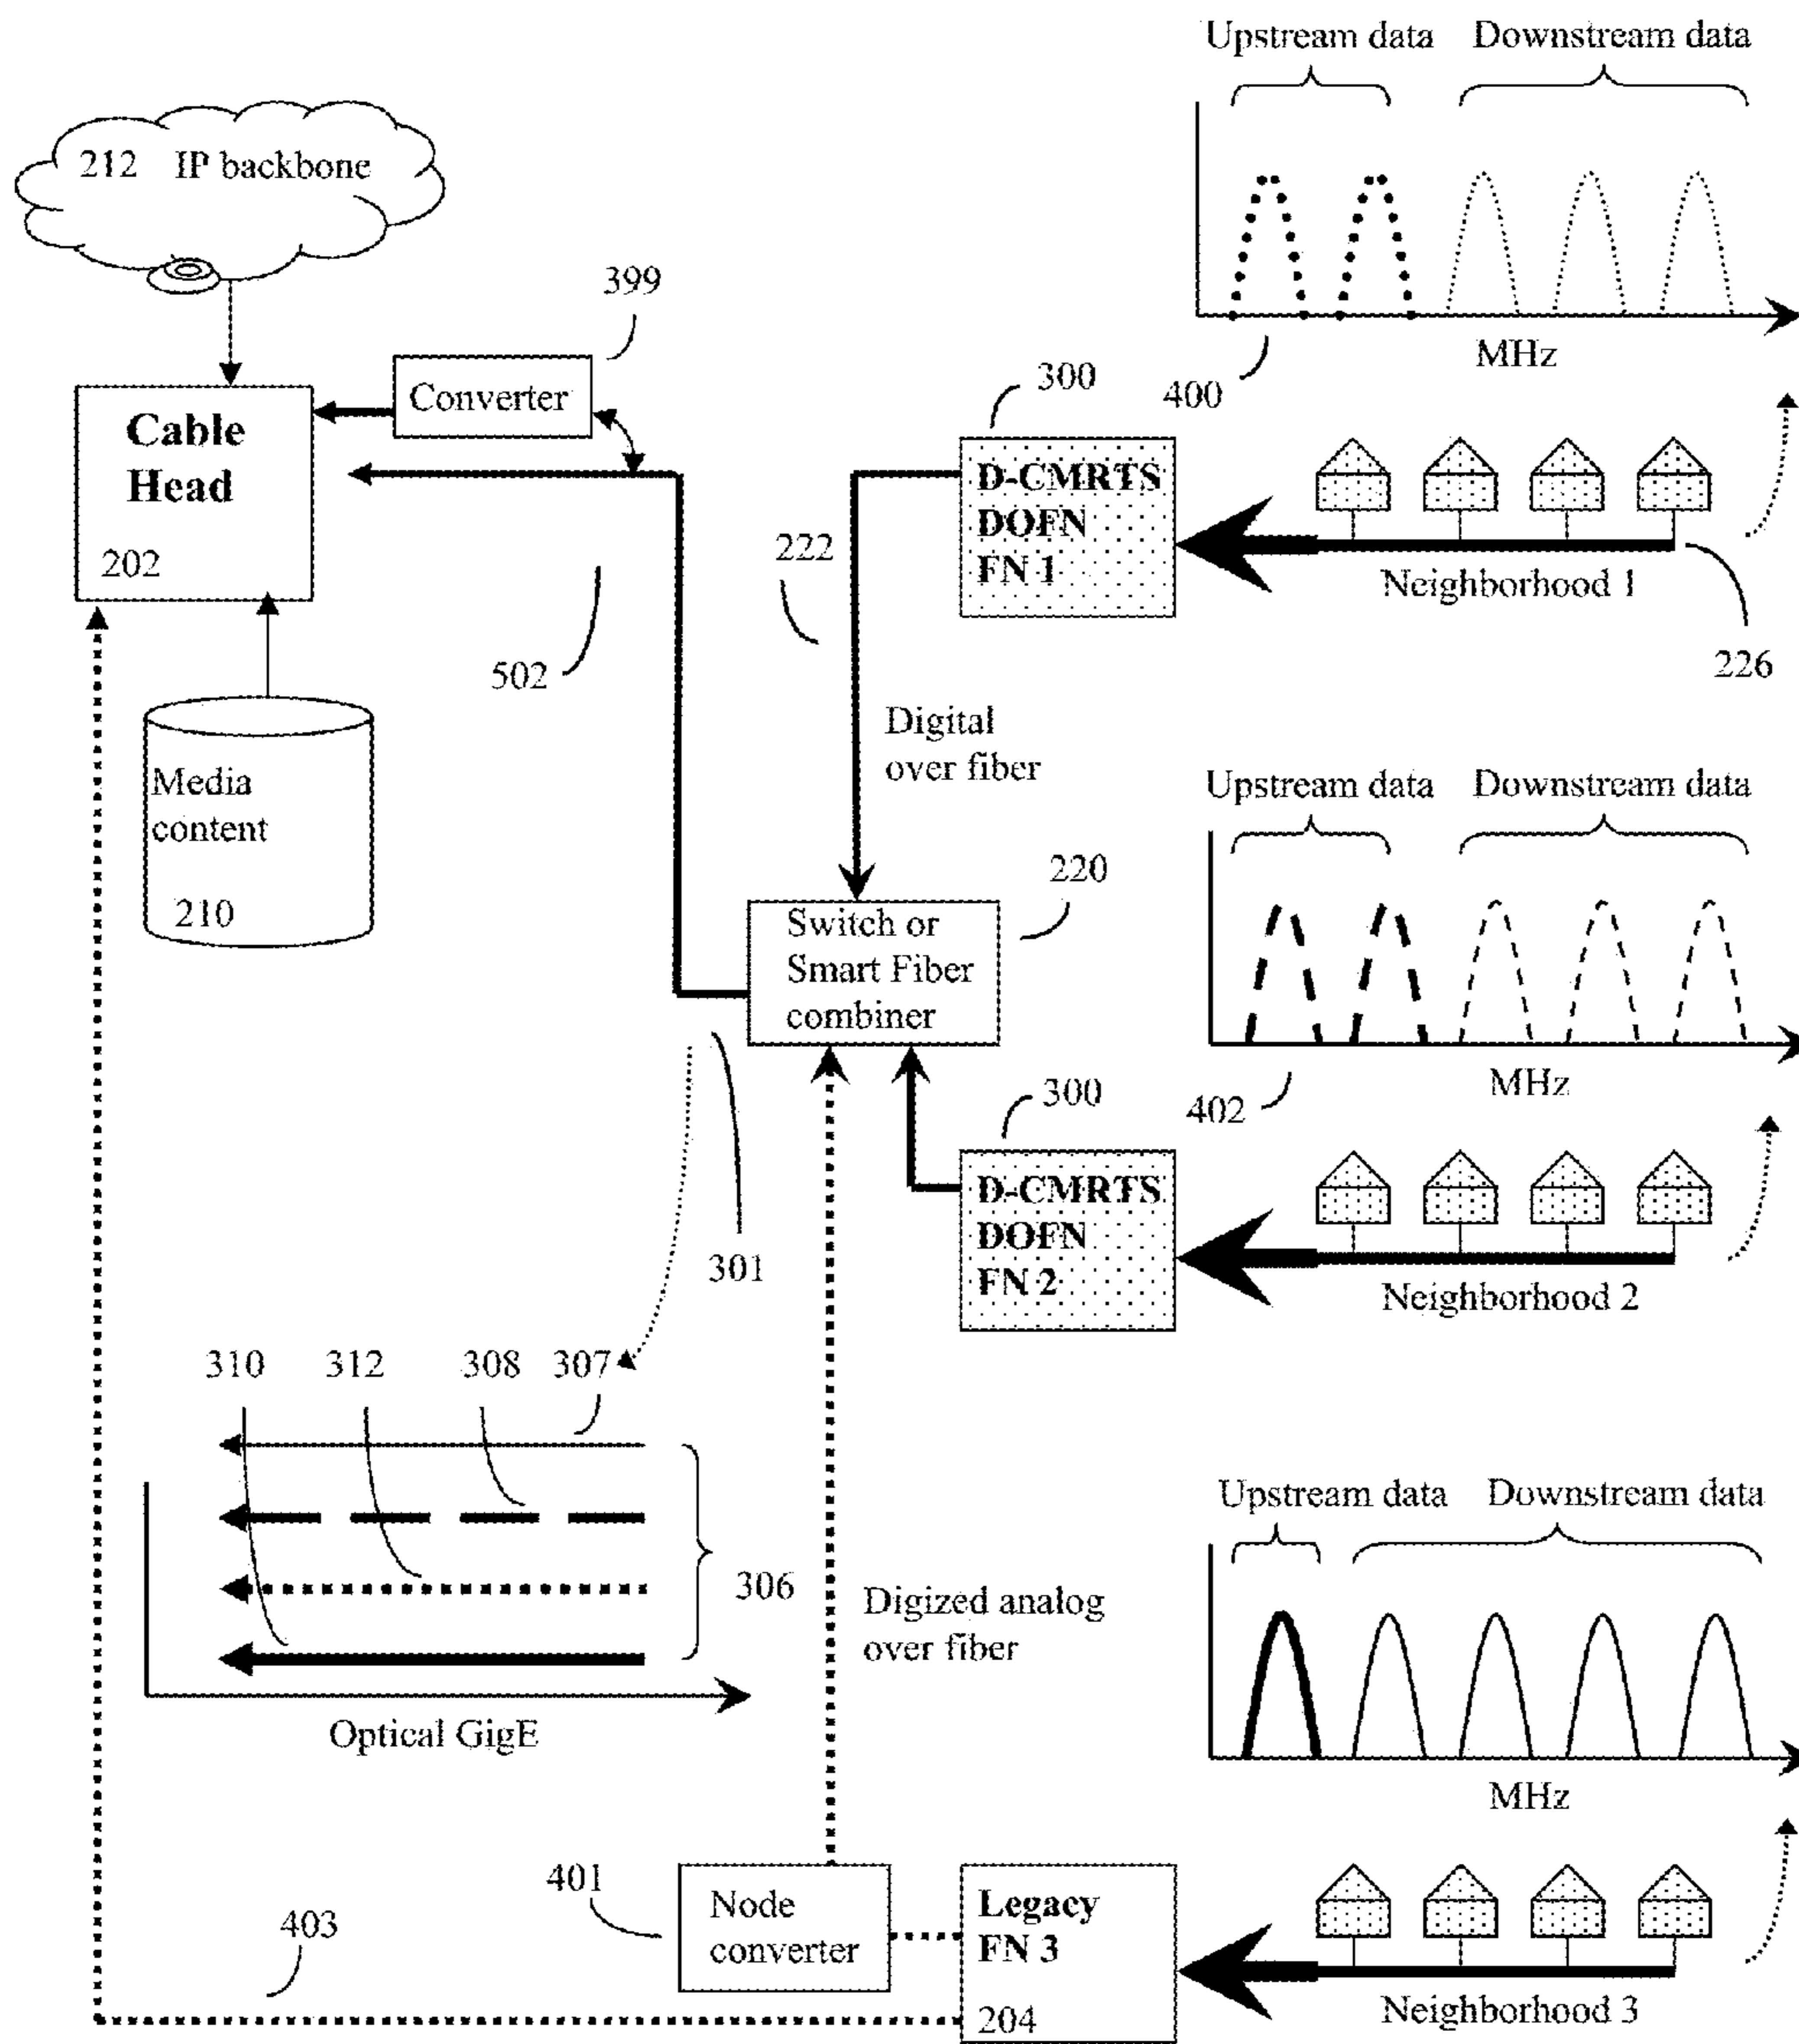 Upstream data
Downstream data
212
IP backbone
399
Converter
MHz
400
300
Cable
Head
202
D-CMRTS
DOFN
FN 1
222
Neighborhood 1
226
502
Digital
over fiber
Media
content
210
Upstream data
Downstream data
220
Switch or
Smart Fiber
combiner
MHz
402
300
D-CMRTS
DOFN
FN 2
301
Neighborhood 2
310
312
308
307
306
Optical GigE
Digized analog
over fiber
Upstream data
Downstream data
MHz
401
Node
converter
Legacy
FN 3
204
403
Neighborhood 3